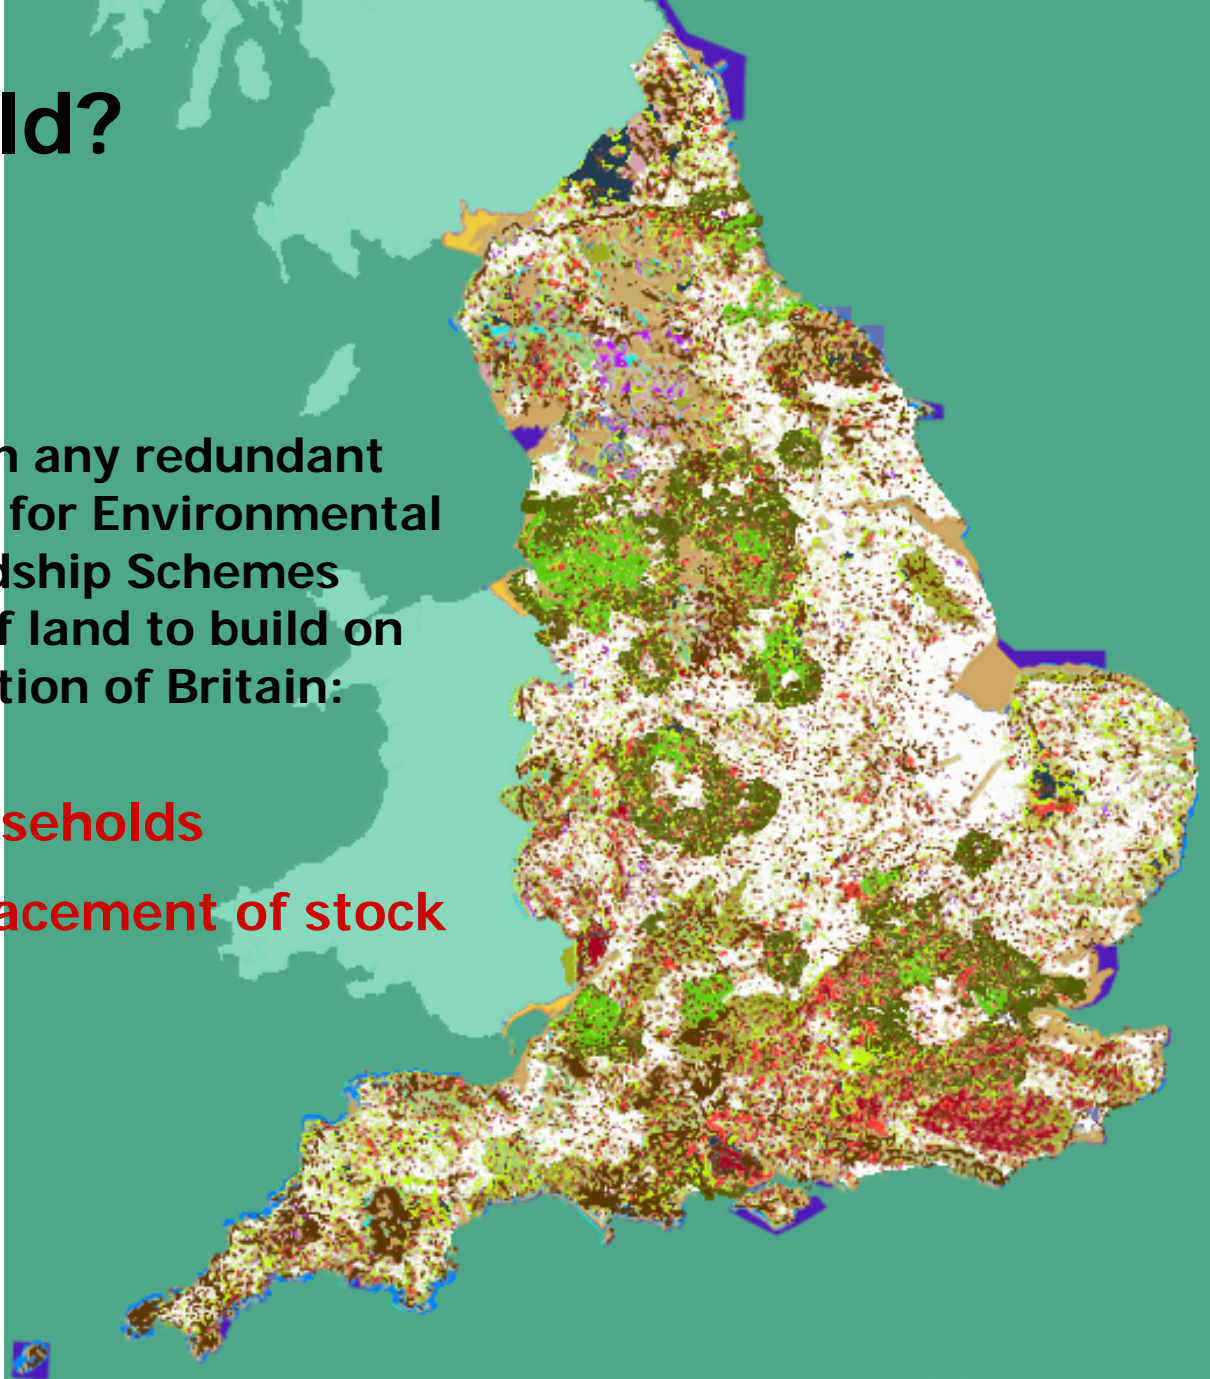 ld?
n any redundant
for Environmental
dship Schemes
f land to build on
tion of Britain:
seholds
acement of stock